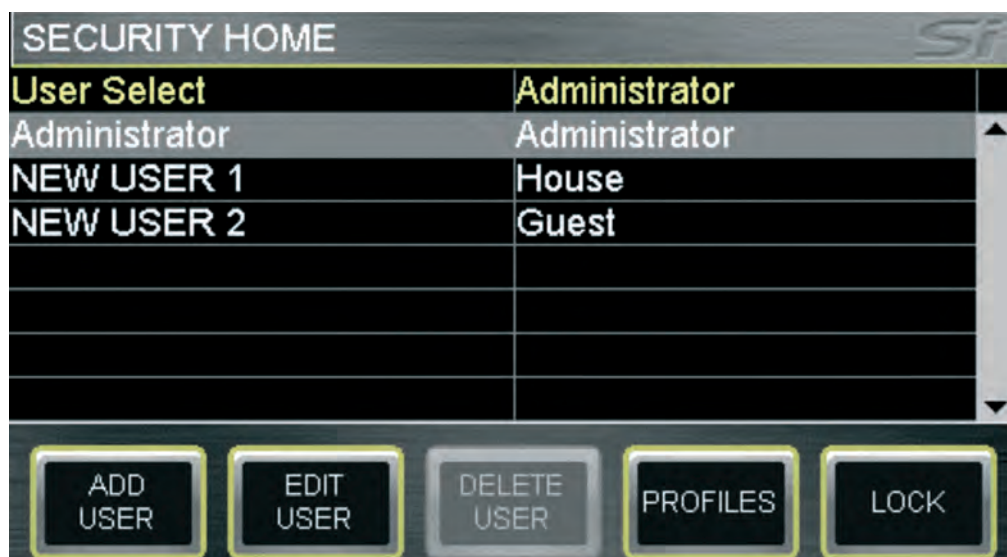 SECURITY HOME Si
User Select Administrator
Administrator Administrator
NEW USER 1 House
NEW USER 2 Guest
ADD USER EDIT USER DELETE USER PROFILES LOCK